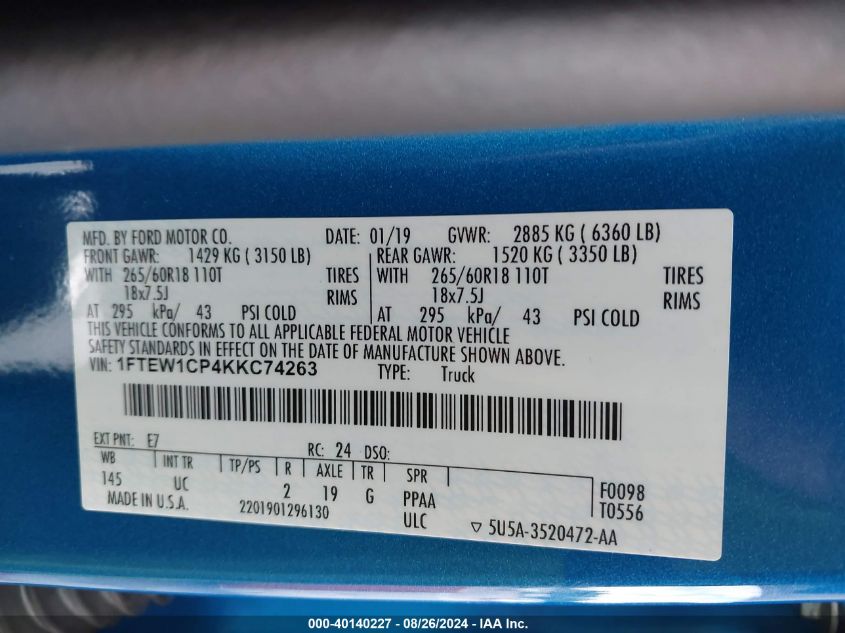 MFD. BY FORD MOTOR CO. DATE: 01/19 GVWR: 2885 KG ( 6360 LB)
FRONT GAWR: 1429 KG ( 3150 LB) REAR GAWR: 1520 KG ( 3350 LB)
WITH 265/60R18 110T TIRES WITH 265/60R18 110T TIRES
18x7.5J RIMS 18x7.5J RIMS
AT 295 kPa/ 43 PSI COLD AT 295 kPa/ 43 PSI COLD
THIS VEHICLE CONFORMS TO ALL APPLICABLE FEDERAL MOTOR VEHICLE
SAFETY STANDARDS IN EFFECT ON THE DATE OF MANUFACTURE SHOWN ABOVE.
VIN: 1FTEW1CP4KKC74263 TYPE: Truck
EXT PNT: E7 RC: 24 DSO:
WB INT TR TP/PS R AXLE TR SPR
145 UC 2 19 G PPAA F0098
MADE IN U.S.A. 2201901296130 ULC T0556
▽ 5U5A-3520472-AA
000-40140227 - 08/26/2024 - IAA Inc.